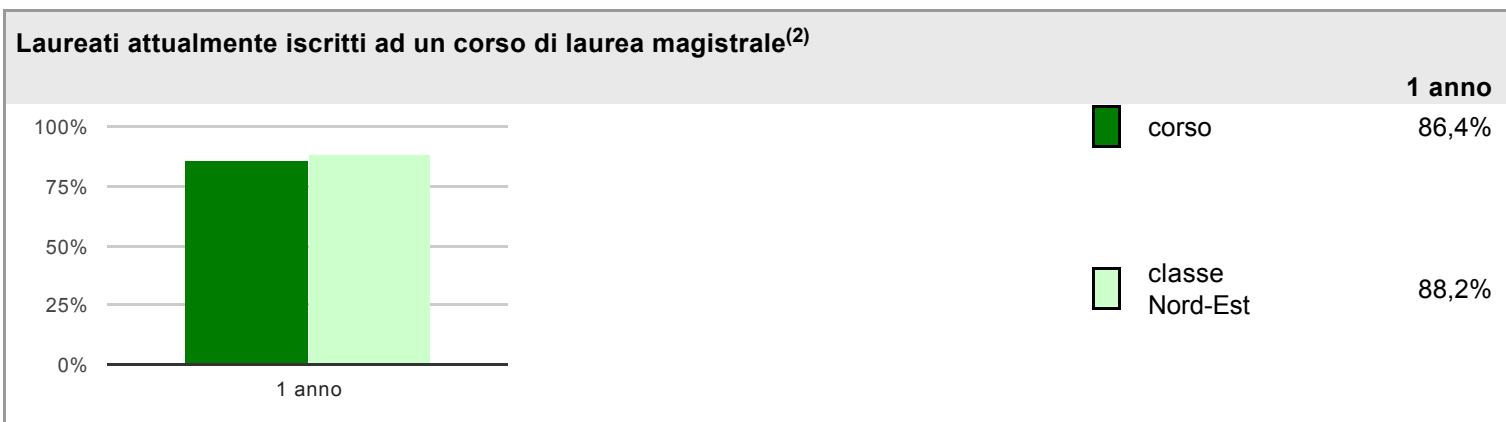 Laureati attualmente iscritti ad un corso di laurea magistrale(2)
1 anno
100%
75%
50%
25%
0%
1 anno
corso 86,4%
classe
Nord-Est 88,2%